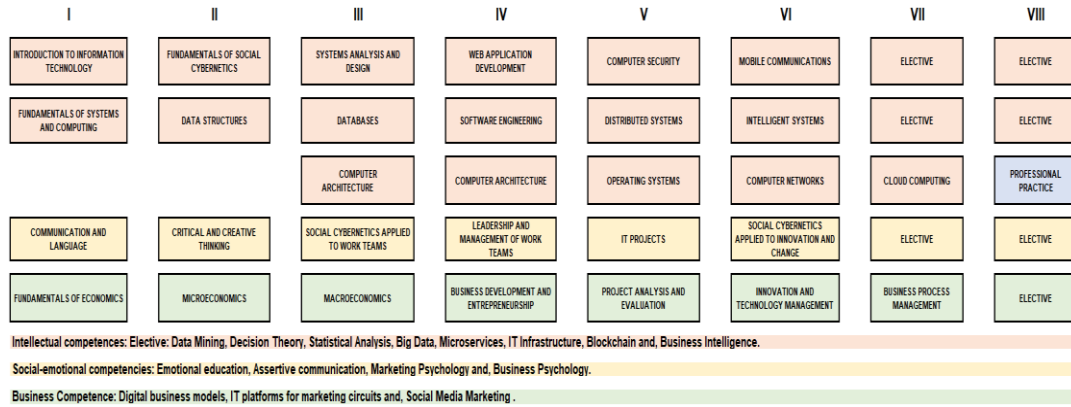 I II III IV V VI VII VIII
INTRODUCTION TO INFORMATION
TECHNOLOGY
FUNDAMENTALS OF SOCIAL
CYBERNETICS
SYSTEMS ANALYSIS AND
DESIGN
WEB APPLICATION
DEVELOPMENT
COMPUTER SECURITY
MOBILE COMMUNICATIONS
ELECTIVE
ELECTIVE
FUNDAMENTALS OF SYSTEMS
AND COMPUTING
DATA STRUCTURES
DATABASES
SOFTWARE ENGINEERING
DISTRIBUTED SYSTEMS
INTELLIGENT SYSTEMS
ELECTIVE
ELECTIVE
COMPUTER
ARCHITECTURE
COMPUTER ARCHITECTURE
OPERATING SYSTEMS
COMPUTER NETWORKS
CLOUD COMPUTING
PROFESSIONAL
PRACTICE
COMMUNICATION AND
LANGUAGE
CRITICAL AND CREATIVE
THINKING
SOCIAL CYBERNETICS APPLIED
TO WORK TEAMS
LEADERSHIP AND
MANAGEMENT OF WORK
TEAMS
IT PROJECTS
SOCIAL CYBERNETICS
APPLIED TO INNOVATION AND
CHANGE
ELECTIVE
ELECTIVE
FUNDAMENTALS OF ECONOMICS
MICROECONOMICS
MACROECONOMICS
BUSINESS DEVELOPMENT AND
ENTREPRENEURSHIP
PROJECT ANALYSIS AND
EVALUATION
INNOVATION AND
TECHNOLOGY MANAGEMENT
BUSINESS PROCESS
MANAGEMENT
ELECTIVE
Intellectual competences: Elective: Data Mining, Decision Theory, Statistical Analysis, Big Data, Microservices, IT Infrastructure, Blockchain and, Business Intelligence.
Social-emotional competencies: Emotional education, Assertive communication, Marketing Psychology and, Business Psychology.
Business Competence: Digital business models, IT platforms for marketing circuits and, Social Media Marketing .